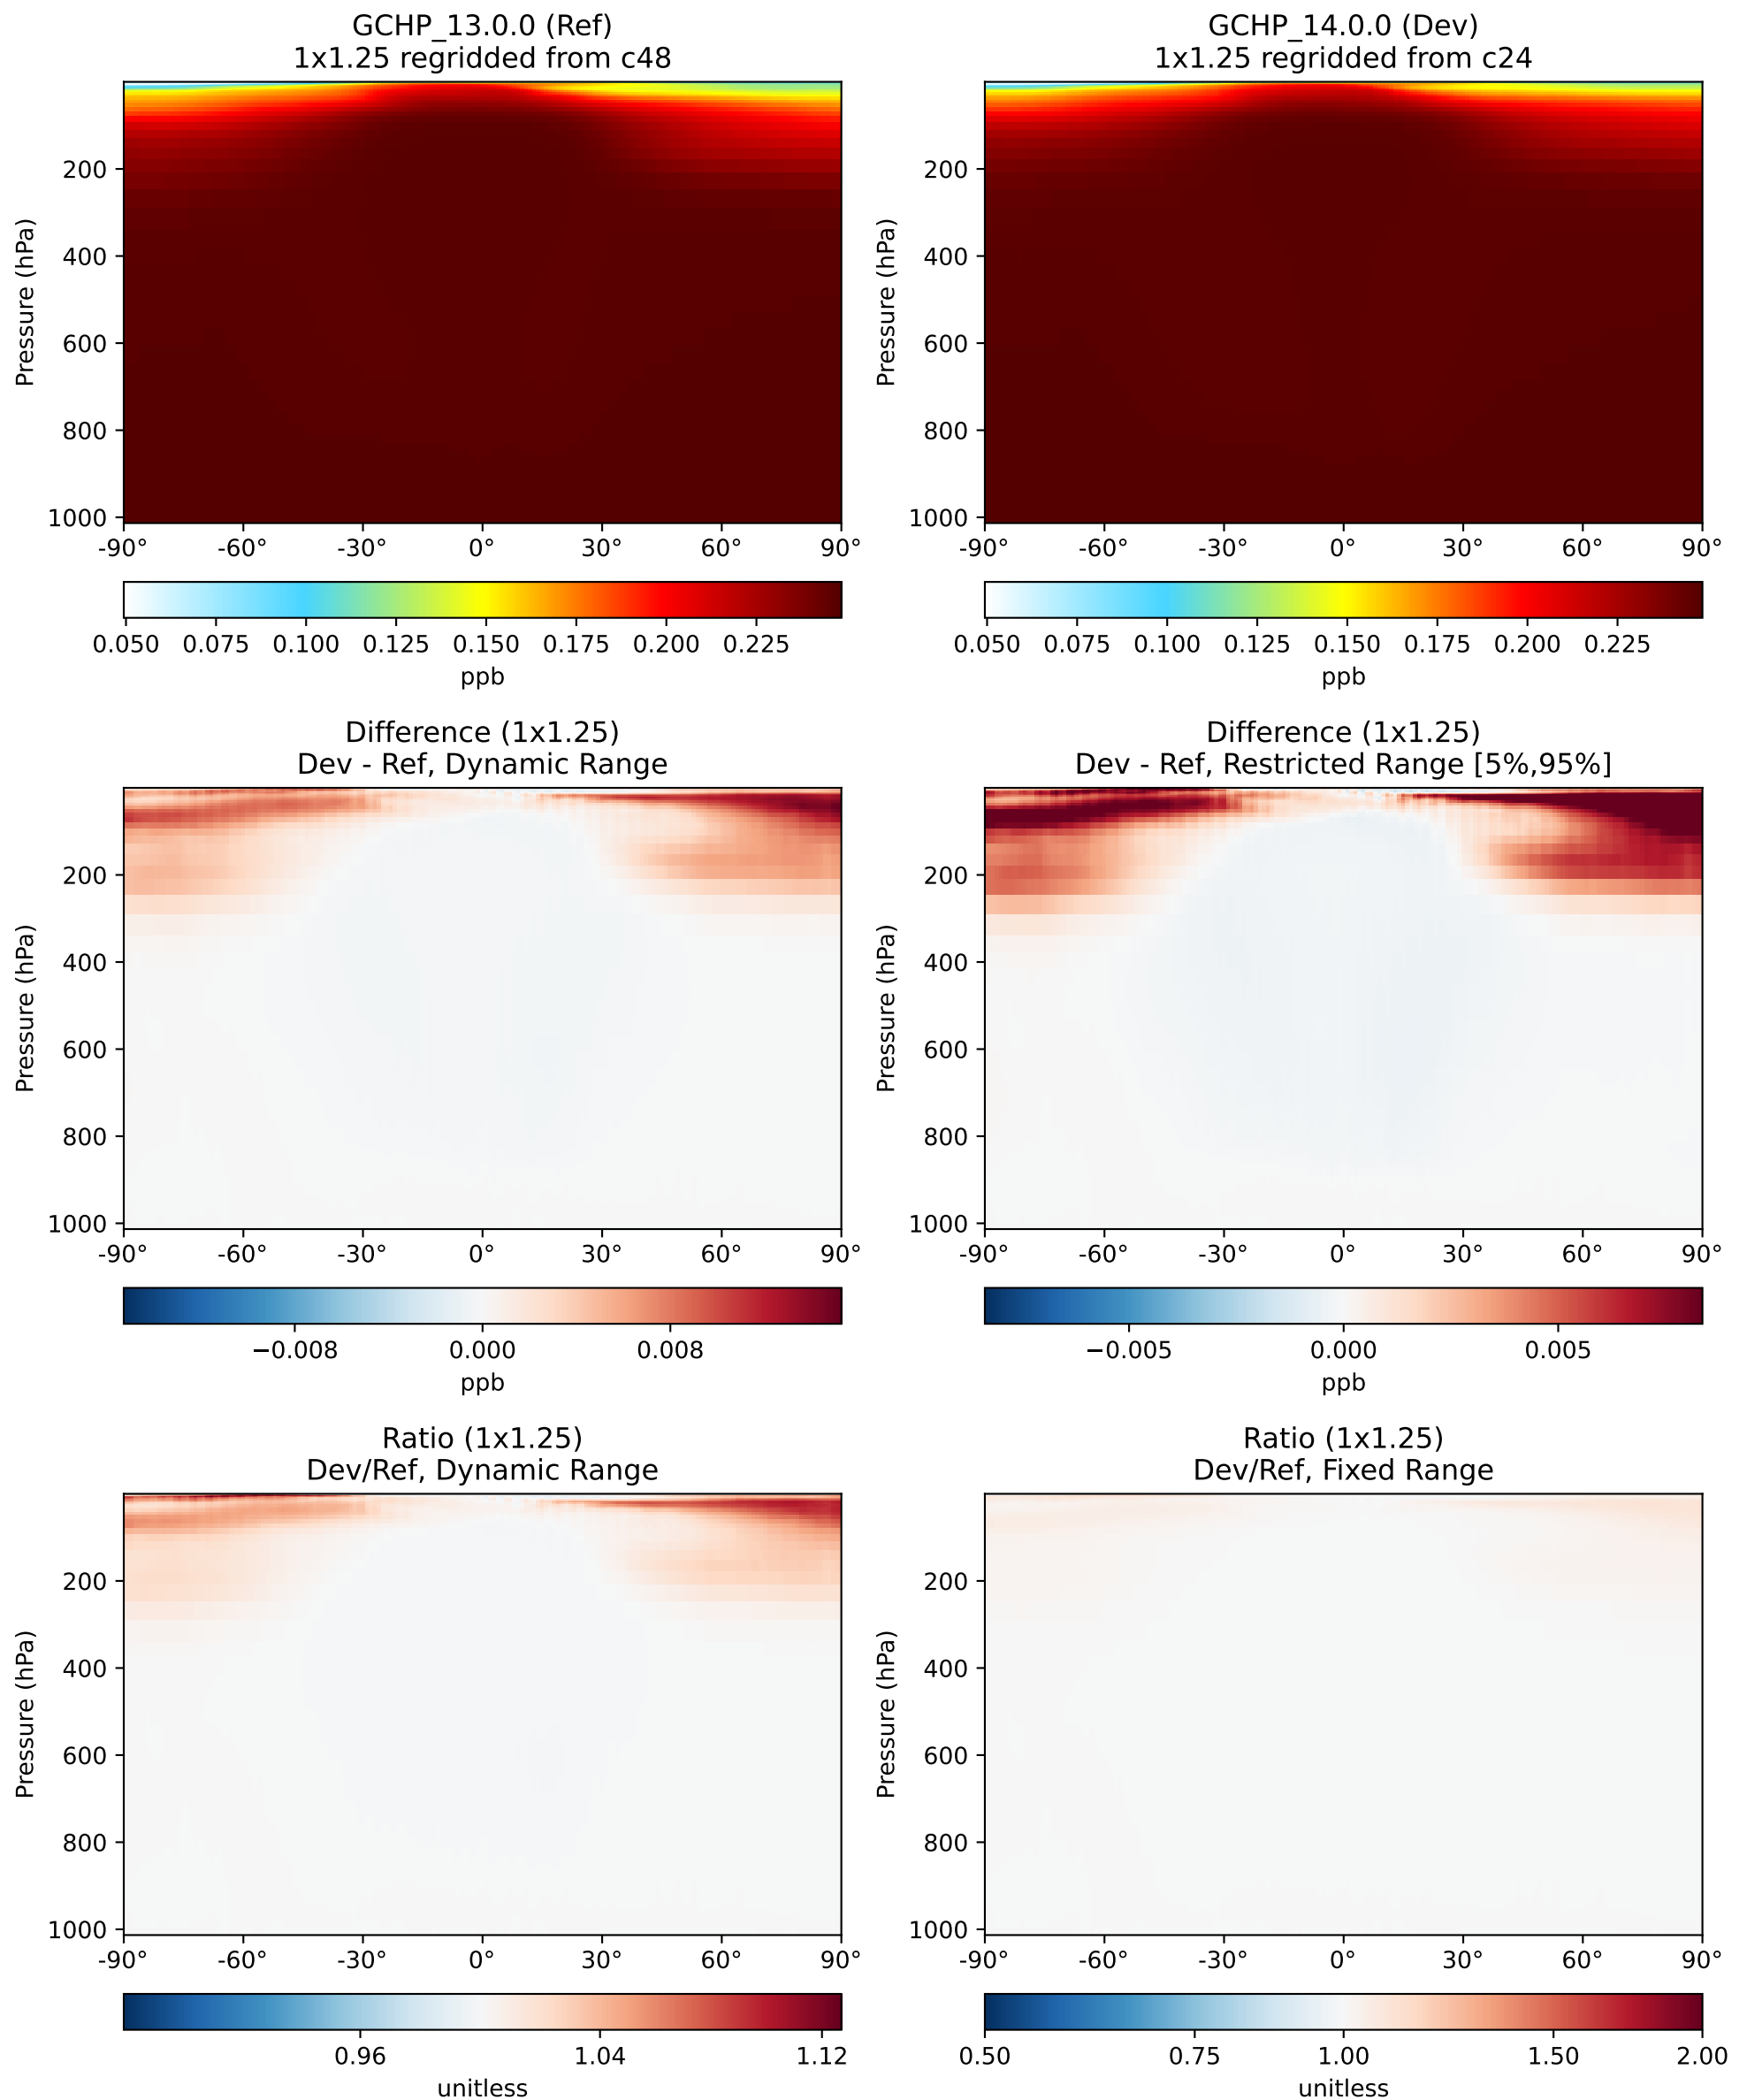 GCHP_13.0.0 (Ref)
1x1.25 regridded from c48
Pressure (hPa)
200
400
600
800
1000
-90° -60° -30° 0° 30° 60° 90°
0.050 0.075 0.100 0.125 0.150 0.175 0.200 0.225
ppb
GCHP_14.0.0 (Dev)
1x1.25 regridded from c24
Pressure (hPa)
200
400
600
800
1000
-90° -60° -30° 0° 30° 60° 90°
0.050 0.075 0.100 0.125 0.150 0.175 0.200 0.225
ppb
Difference (1x1.25)
Dev - Ref, Dynamic Range
Pressure (hPa)
200
400
600
800
1000
-90° -60° -30° 0° 30° 60° 90°
−0.008 0.000 0.008
ppb
Difference (1x1.25)
Dev - Ref, Restricted Range [5%,95%]
Pressure (hPa)
200
400
600
800
1000
-90° -60° -30° 0° 30° 60° 90°
−0.005 0.000 0.005
ppb
Ratio (1x1.25)
Dev/Ref, Dynamic Range
Pressure (hPa)
200
400
600
800
1000
-90° -60° -30° 0° 30° 60° 90°
0.96 1.04 1.12
unitless
Ratio (1x1.25)
Dev/Ref, Fixed Range
Pressure (hPa)
200
400
600
800
1000
-90° -60° -30° 0° 30° 60° 90°
0.50 0.75 1.00 1.50 2.00
unitless